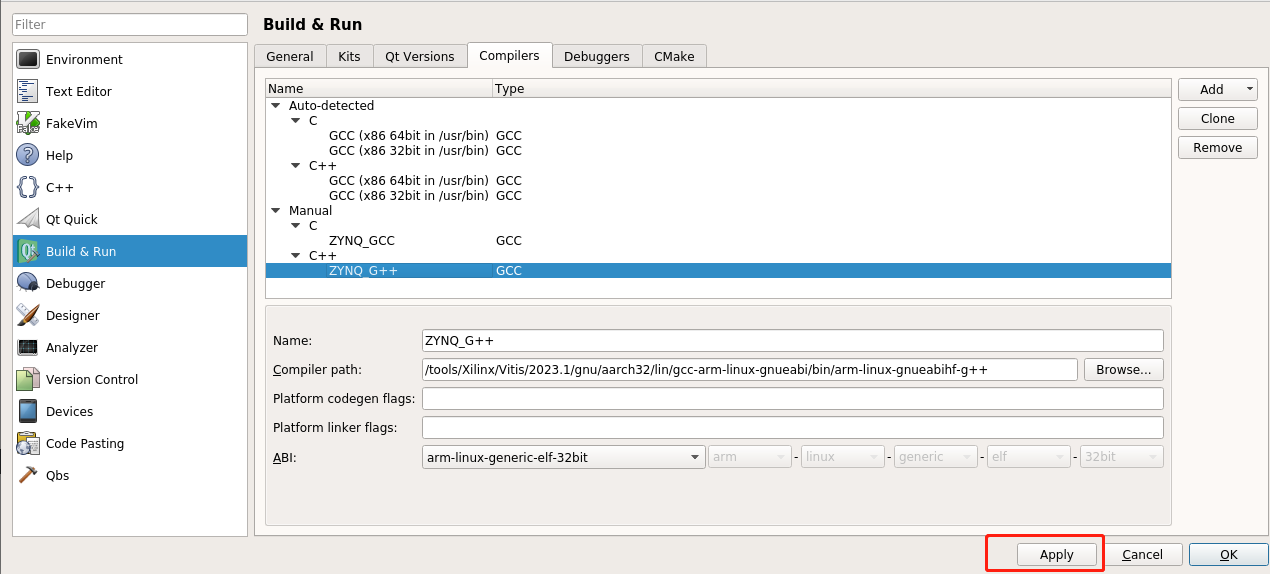 Filter
Environment
Text Editor
FakeVim
Help
C++
Qt Quick
Build & Run
Debugger
Designer
Analyzer
Version Control
Devices
Code Pasting
Qbs
Build & Run
General Kits Qt Versions Compilers Debuggers CMake
Name Type
Auto-detected
C
GCC (x86 64bit in /usr/bin) GCC
GCC (x86 32bit in /usr/bin) GCC
C++
GCC (x86 64bit in /usr/bin) GCC
GCC (x86 32bit in /usr/bin) GCC
Manual
C
ZYNQ_GCC GCC
C++
ZYNQ_G++ GCC
Add
Clone
Remove
Name: ZYNQ_G++
Compiler path: /tools/Xilinx/Vitis/2023.1/gnu/aarch32/lin/gcc-arm-linux-gnueabi/bin/arm-linux-gnueabihf-g++ Browse...
Platform codegen flags:
Platform linker flags:
ABI: arm-linux-generic-elf-32bit arm - linux - generic - elf - 32bit
Apply Cancel OK